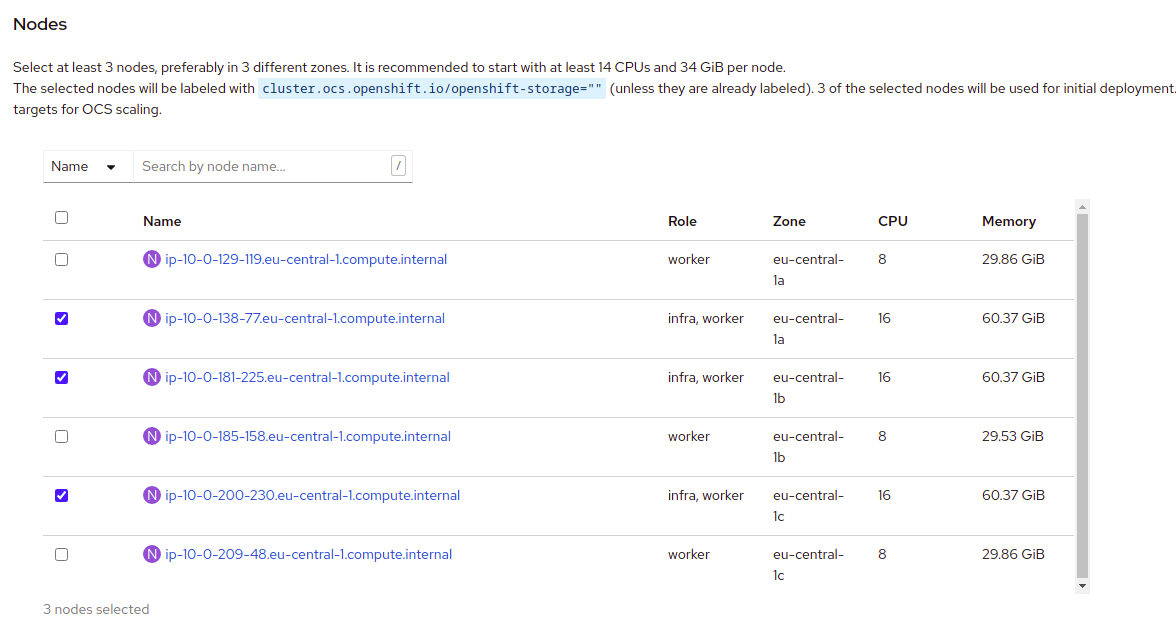 Nodes
Select at least 3 nodes, preferably in 3 different zones. It is recommended to start with at least 14 CPUs and 34 GiB per node.
The selected nodes will be labeled with cluster.ocs.openshift.io/openshift-storage="" (unless they are already labeled). 3 of the selected nodes will be used for initial deployment.
targets for OCS scaling.
Name Search by node name... /
Name Role Zone CPU Memory
N ip-10-0-129-119.eu-central-1.compute.internal worker eu-central- 8 29.86 GiB
1a
N ip-10-0-138-77.eu-central-1.compute.internal infra, worker eu-central- 16 60.37 GiB
1a
N ip-10-0-181-225.eu-central-1.compute.internal infra, worker eu-central- 16 60.37 GiB
1b
N ip-10-0-185-158.eu-central-1.compute.internal worker eu-central- 8 29.53 GiB
1b
N ip-10-0-200-230.eu-central-1.compute.internal infra, worker eu-central- 16 60.37 GiB
1c
N ip-10-0-209-48.eu-central-1.compute.internal worker eu-central- 8 29.86 GiB
1c
3 nodes selected